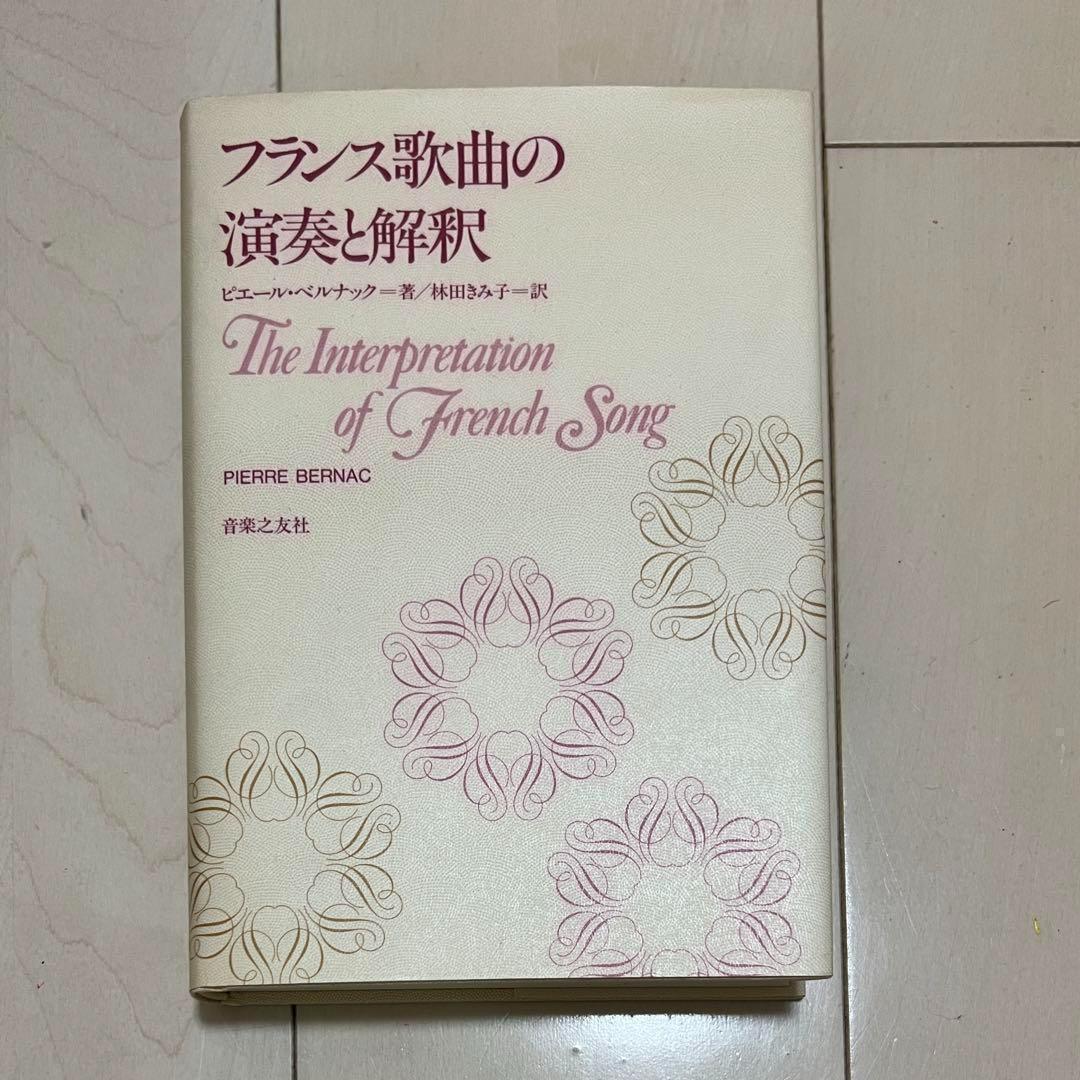 フランス歌曲の
演奏と解釈
ピエール・ベルナック＝著／林田きみ子＝訳
The Interpretation
of French Song
PIERRE BERNAC
音楽之友社